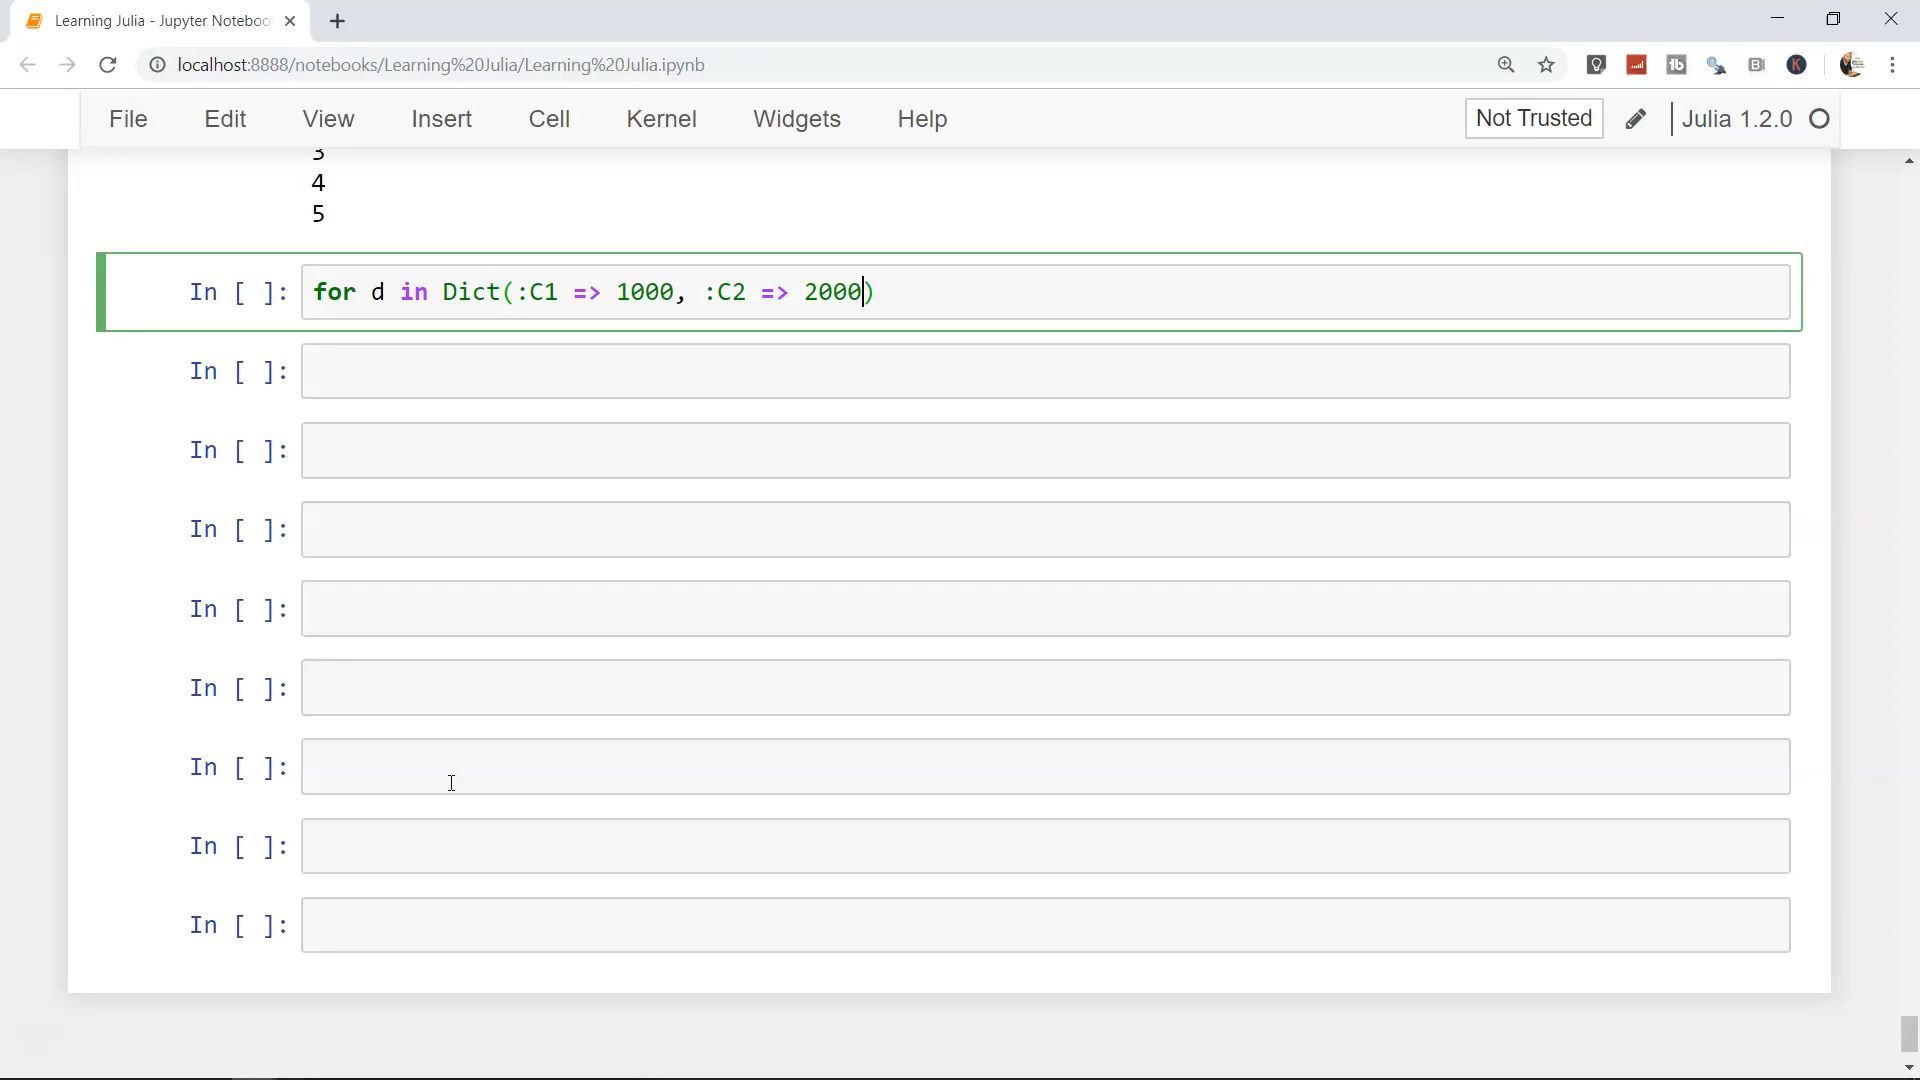 Learning Julia - Jupyter Noteboo
localhost:8888/notebooks/Learning%20Julia/Learning%20Julia.ipynb
File Edit View Insert Cell Kernel Widgets Help Not Trusted Julia 1.2.0
3
4
5
In [ ]: for d in Dict(:C1 => 1000, :C2 => 2000)
In [ ]:
In [ ]:
In [ ]:
In [ ]:
In [ ]:
In [ ]:
In [ ]:
In [ ]: